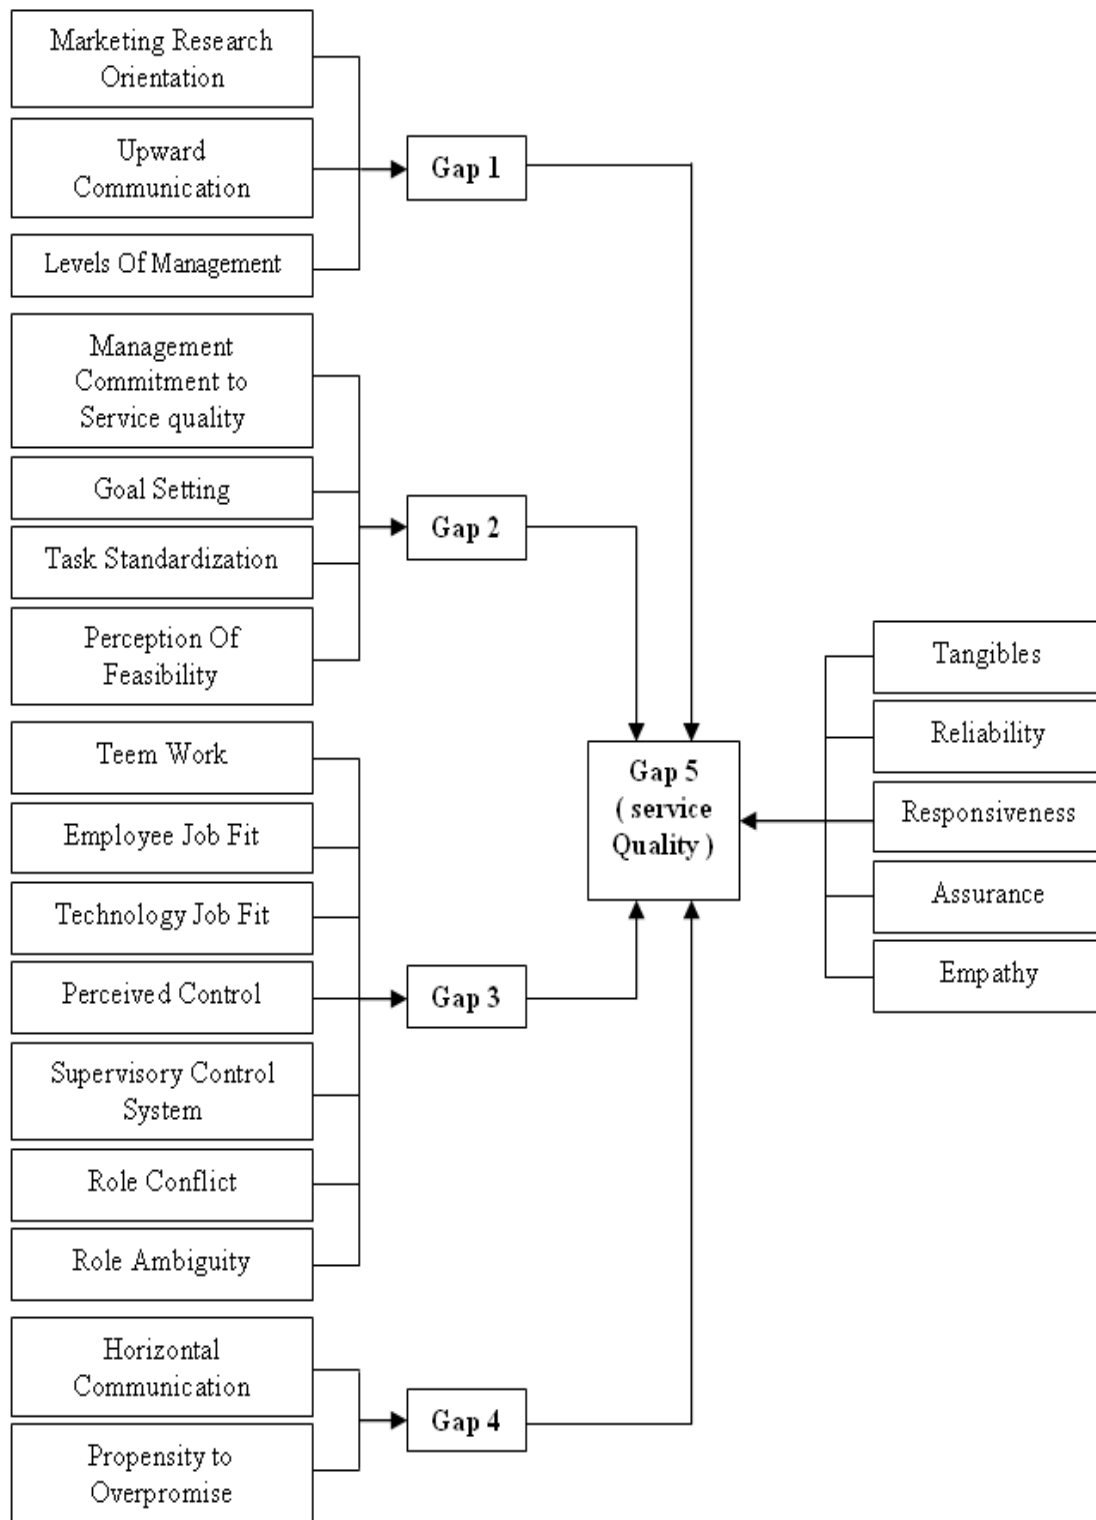 Marketing Research
Orientation
Upward
Communication
Levels Of Management
Gap 1
Management
Commitment to
Service quality
Goal Setting
Task Standardization
Perception Of
Feasibility
Gap 2
Teem Work
Employee Job Fit
Technology Job Fit
Perceived Control
Supervisory Control
System
Role Conflict
Role Ambiguity
Gap 3
Horizontal
Communication
Propensity to
Overpromise
Gap 4
Gap 5
( service
Quality )
Tangibles
Reliability
Responsiveness
Assurance
Empathy